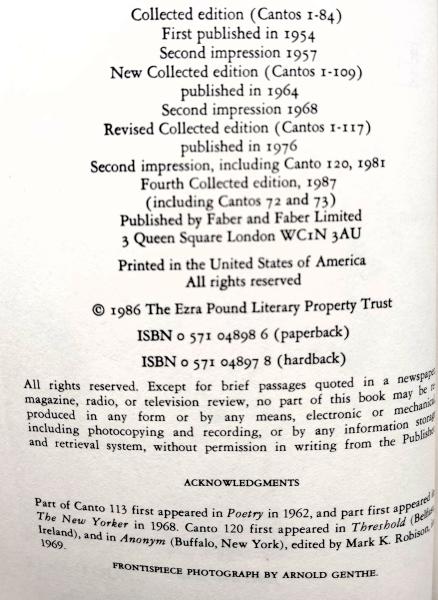 Collected edition (Cantos 1-84)
First published in 1954
Second impression 1957
New Collected edition (Cantos 1-109)
published in 1964
Second impression 1968
Revised Collected edition (Cantos 1-117)
published in 1976
Second impression, including Canto 120, 1981
Fourth Collected edition, 1987
(including Cantos 72 and 73)
Published by Faber and Faber Limited
3 Queen Square London WC1N 3AU
Printed in the United States of America
All rights reserved
© 1986 The Ezra Pound Literary Property Trust
ISBN 0 571 04898 6 (paperback)
ISBN 0 571 04897 8 (hardback)
All rights reserved. Except for brief passages quoted in a newspaper,
magazine, radio, or television review, no part of this book may be re
produced in any form or by any means, electronic or mechanical,
including photocopying and recording, or by any information storage
and retrieval system, without permission in writing from the Publisher
ACKNOWLEDGMENTS
Part of Canto 113 first appeared in Poetry in 1962, and part first appeared
The New Yorker in 1968. Canto 120 first appeared in Threshold (Belfast,
Ireland), and in Anonym (Buffalo, New York), edited by Mark K. Robison,
1969.
FRONTISPIECE PHOTOGRAPH BY ARNOLD GENTHE.